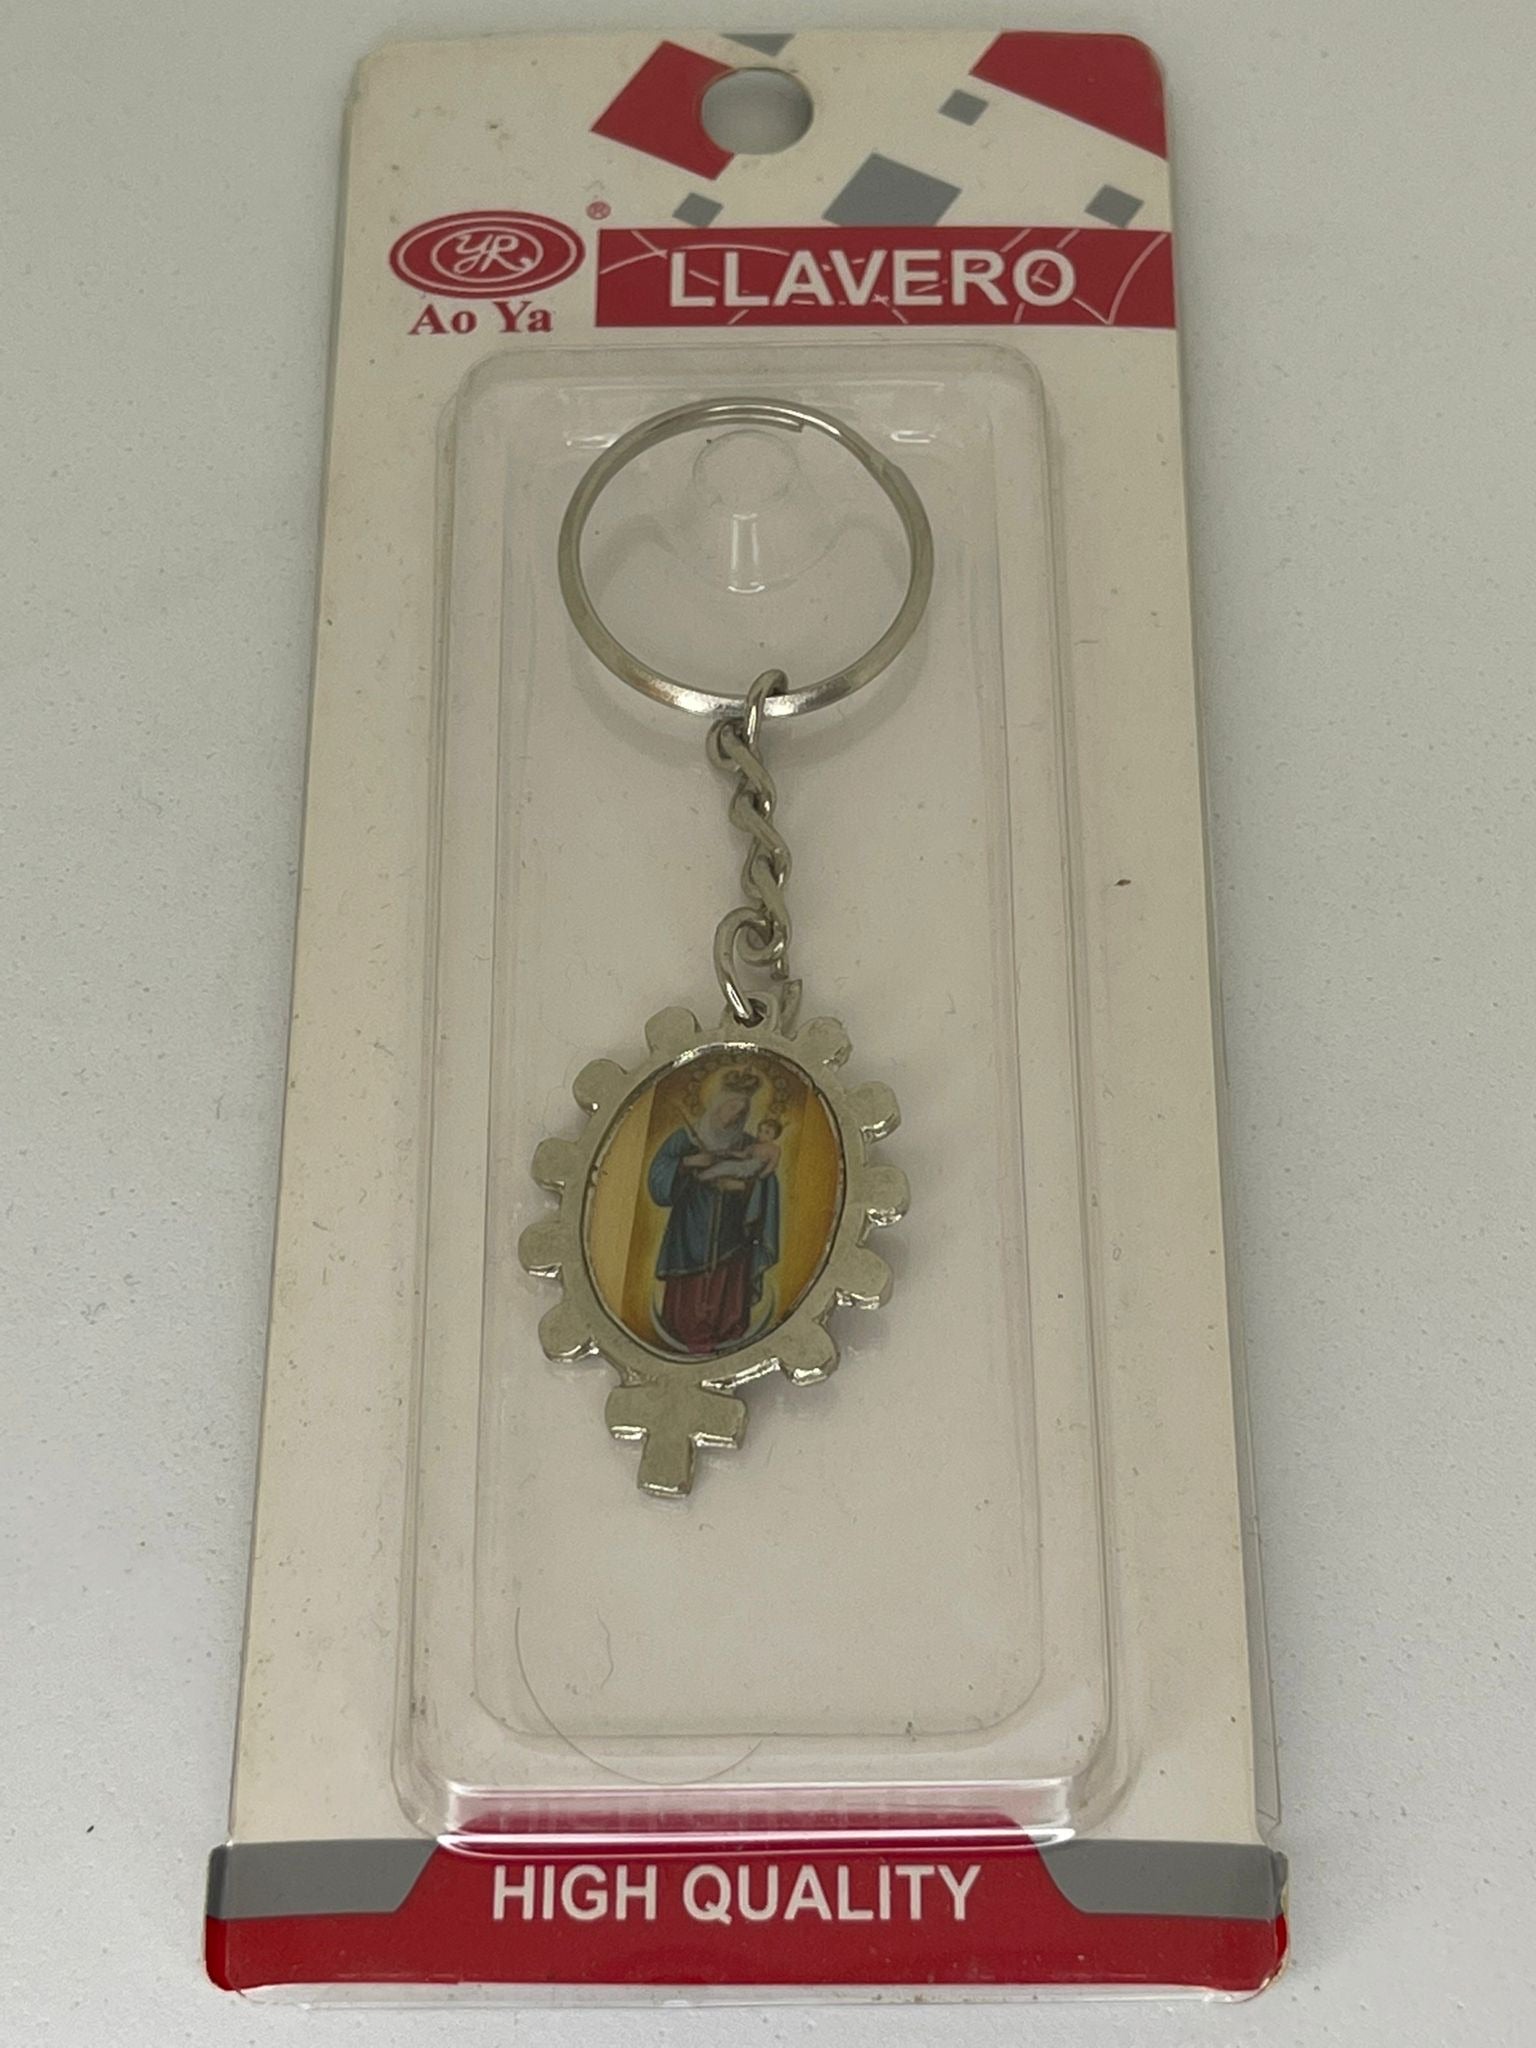 YR ®
Ao Ya
LLAVERO
HIGH QUALITY